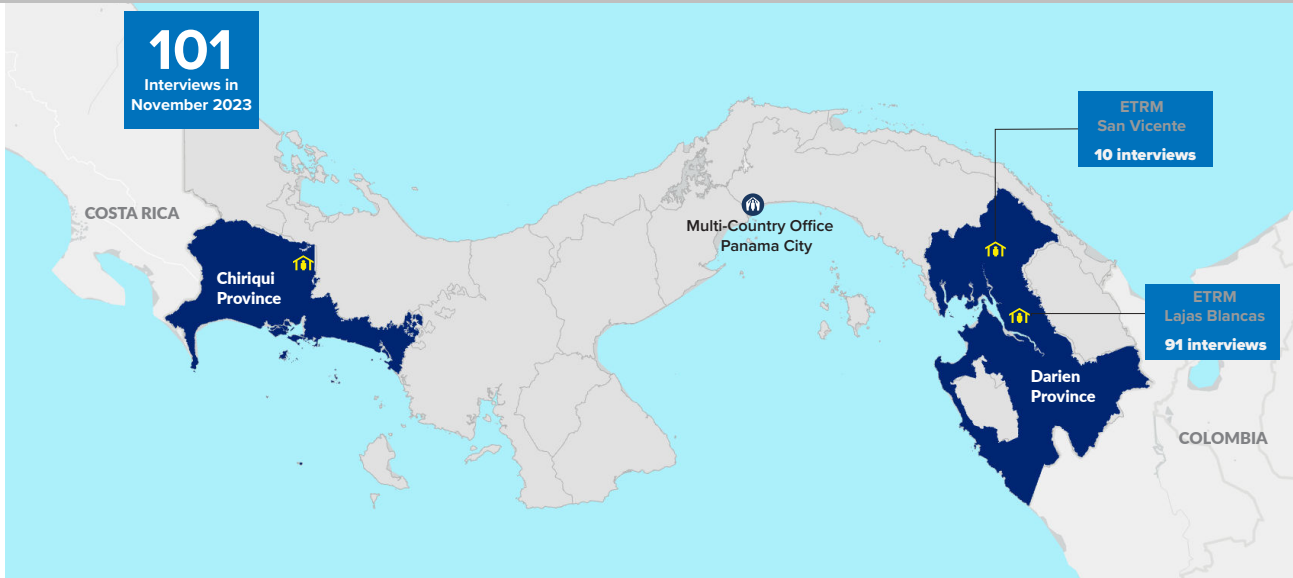 101
Interviews in
November 2023
ETRM
San Vicente
10 interviews
COSTA RICA
Multi-Country Office
Panama City
Chiriqui
Province
ETRM
Lajas Blancas
91 interviews
Darien
Province
COLOMBIA